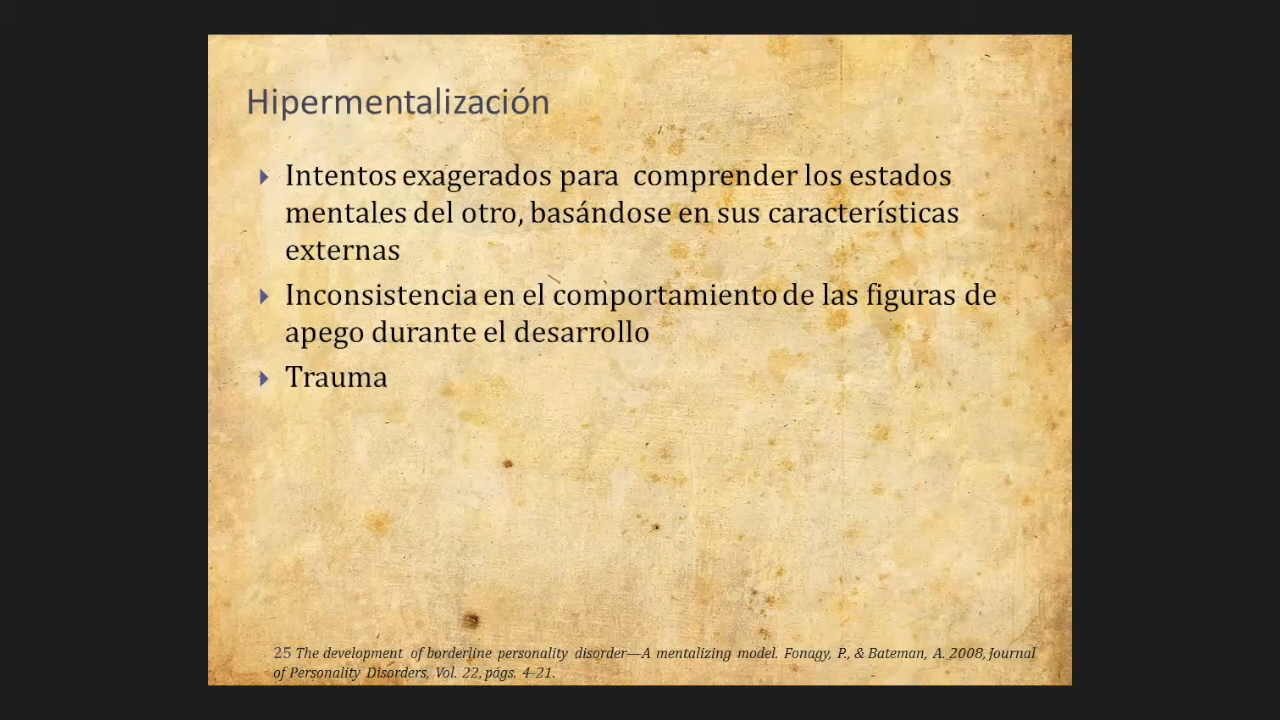 Hipermentalización
Intentos exagerados para comprender los estados
mentales del otro, basándose en sus características
externas
Inconsistencia en el comportamiento de las figuras de
apego durante el desarrollo
Trauma
25 The development of borderline personality disorder—A mentalizing model. Fonagy, P., & Bateman, A. 2008, Journal
of Personality Disorders, Vol. 22, págs. 4-21.